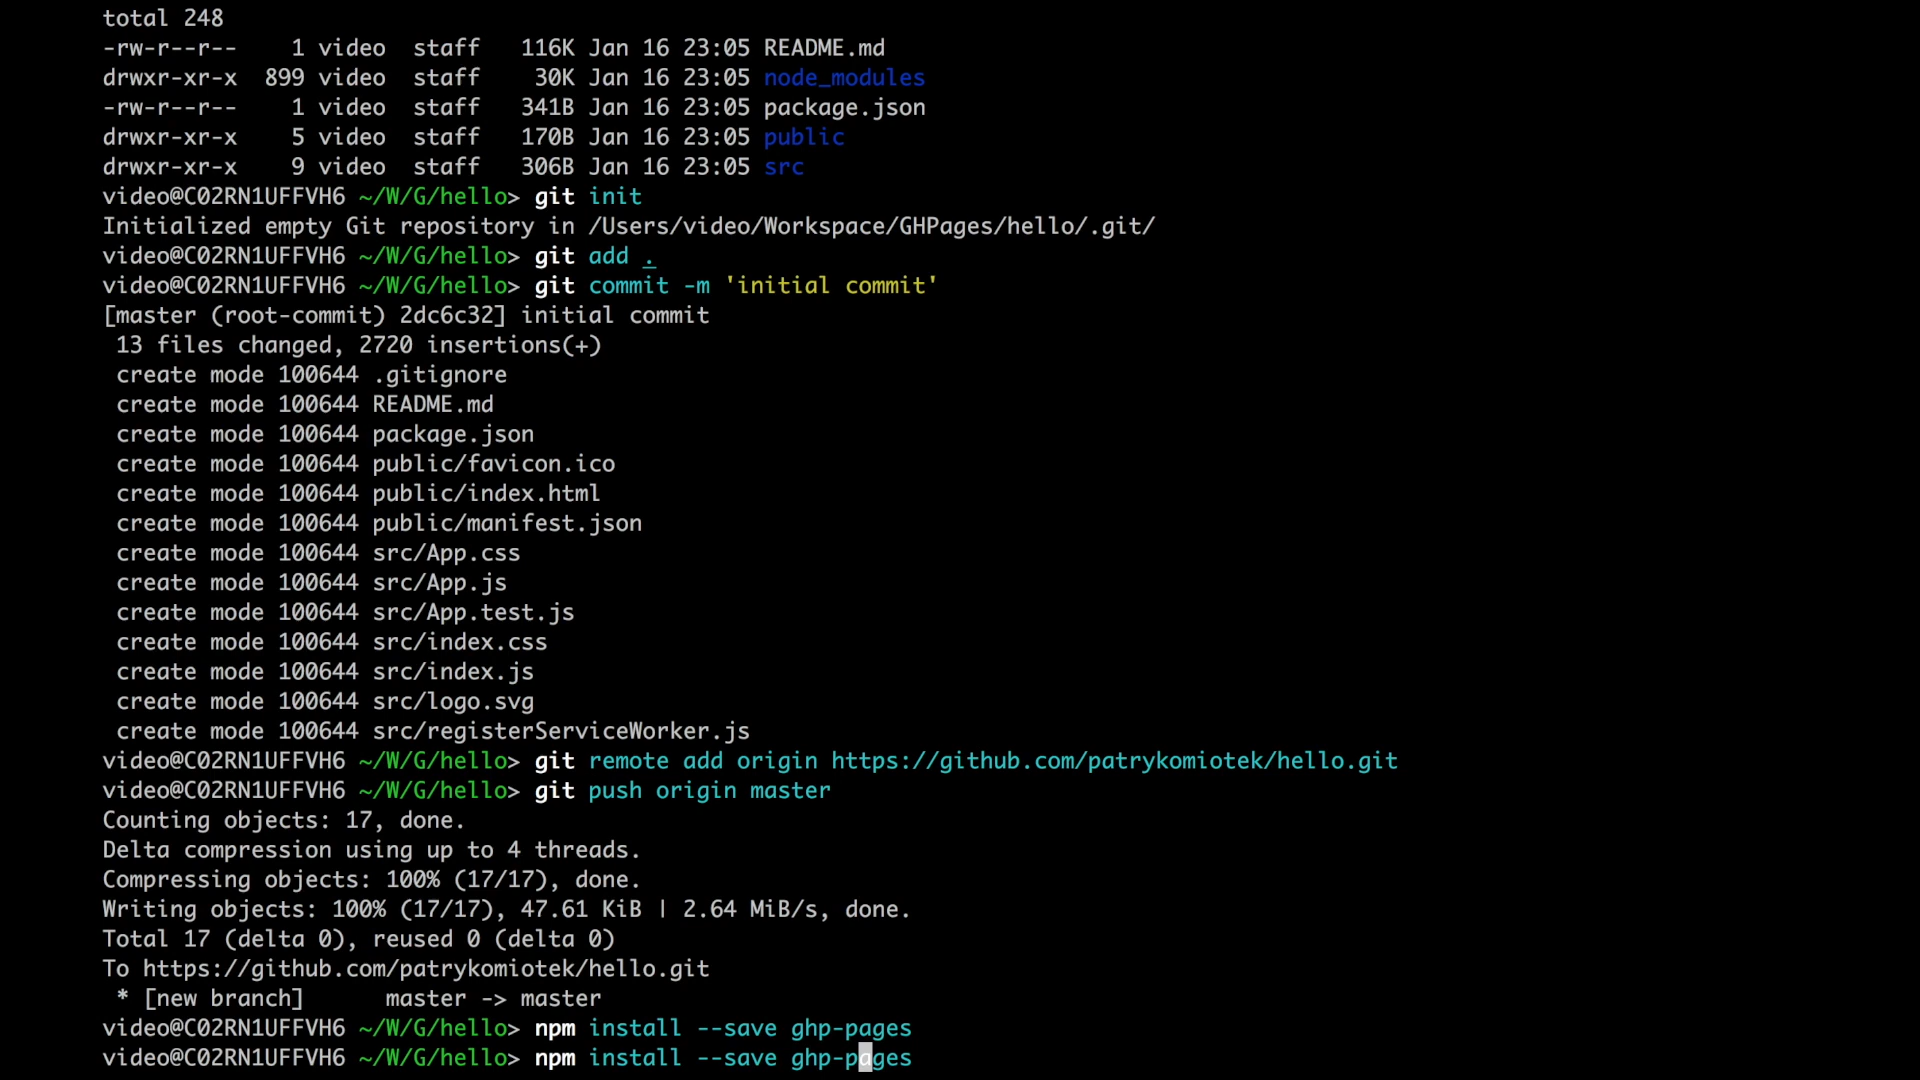 total 248
-rw-r--r--    1 video  staff   116K Jan 16 23:05 README.md
drwxr-xr-x  899 video  staff    30K Jan 16 23:05 node_modules
-rw-r--r--    1 video  staff   341B Jan 16 23:05 package.json
drwxr-xr-x    5 video  staff   170B Jan 16 23:05 public
drwxr-xr-x    9 video  staff   306B Jan 16 23:05 src
video@C02RN1UFFVH6 ~/W/G/hello> git init
Initialized empty Git repository in /Users/video/Workspace/GHPages/hello/.git/
video@C02RN1UFFVH6 ~/W/G/hello> git add .
video@C02RN1UFFVH6 ~/W/G/hello> git commit -m 'initial commit'
[master (root-commit) 2dc6c32] initial commit
 13 files changed, 2720 insertions(+)
 create mode 100644 .gitignore
 create mode 100644 README.md
 create mode 100644 package.json
 create mode 100644 public/favicon.ico
 create mode 100644 public/index.html
 create mode 100644 public/manifest.json
 create mode 100644 src/App.css
 create mode 100644 src/App.js
 create mode 100644 src/App.test.js
 create mode 100644 src/index.css
 create mode 100644 src/index.js
 create mode 100644 src/logo.svg
 create mode 100644 src/registerServiceWorker.js
video@C02RN1UFFVH6 ~/W/G/hello> git remote add origin https://github.com/patrykomiotek/hello.git
video@C02RN1UFFVH6 ~/W/G/hello> git push origin master
Counting objects: 17, done.
Delta compression using up to 4 threads.
Compressing objects: 100% (17/17), done.
Writing objects: 100% (17/17), 47.61 KiB | 2.64 MiB/s, done.
Total 17 (delta 0), reused 0 (delta 0)
To https://github.com/patrykomiotek/hello.git
 * [new branch]      master -> master
video@C02RN1UFFVH6 ~/W/G/hello> npm install --save ghp-pages
video@C02RN1UFFVH6 ~/W/G/hello> npm install --save ghp-pages